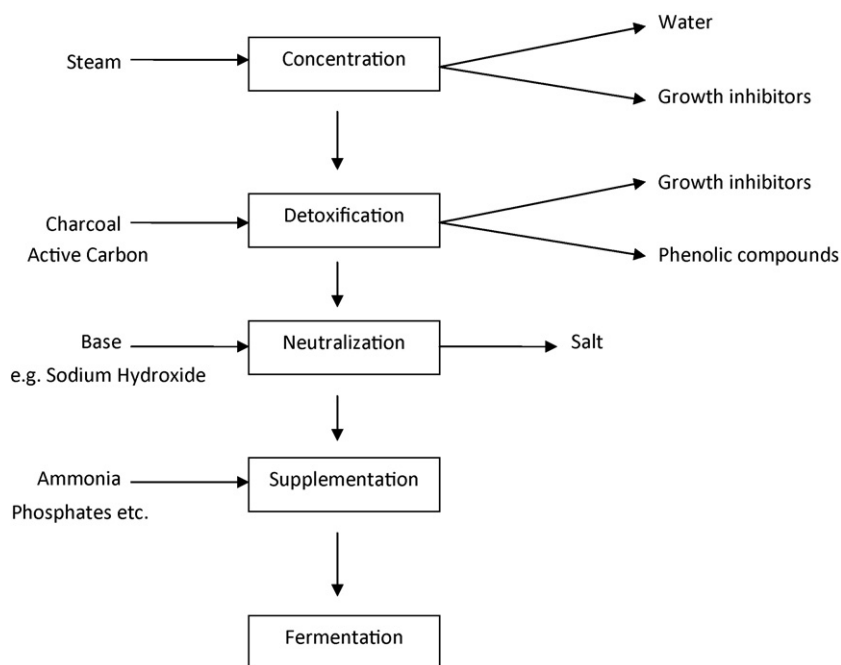 Water
Steam
Concentration
Growth inhibitors
Growth inhibitors
Charcoal
Detoxification
Active Carbon
Phenolic compounds
Base
Neutralization
Salt
e.g. Sodium Hydroxide
Ammonia
Supplementation
Phosphates etc.
Fermentation